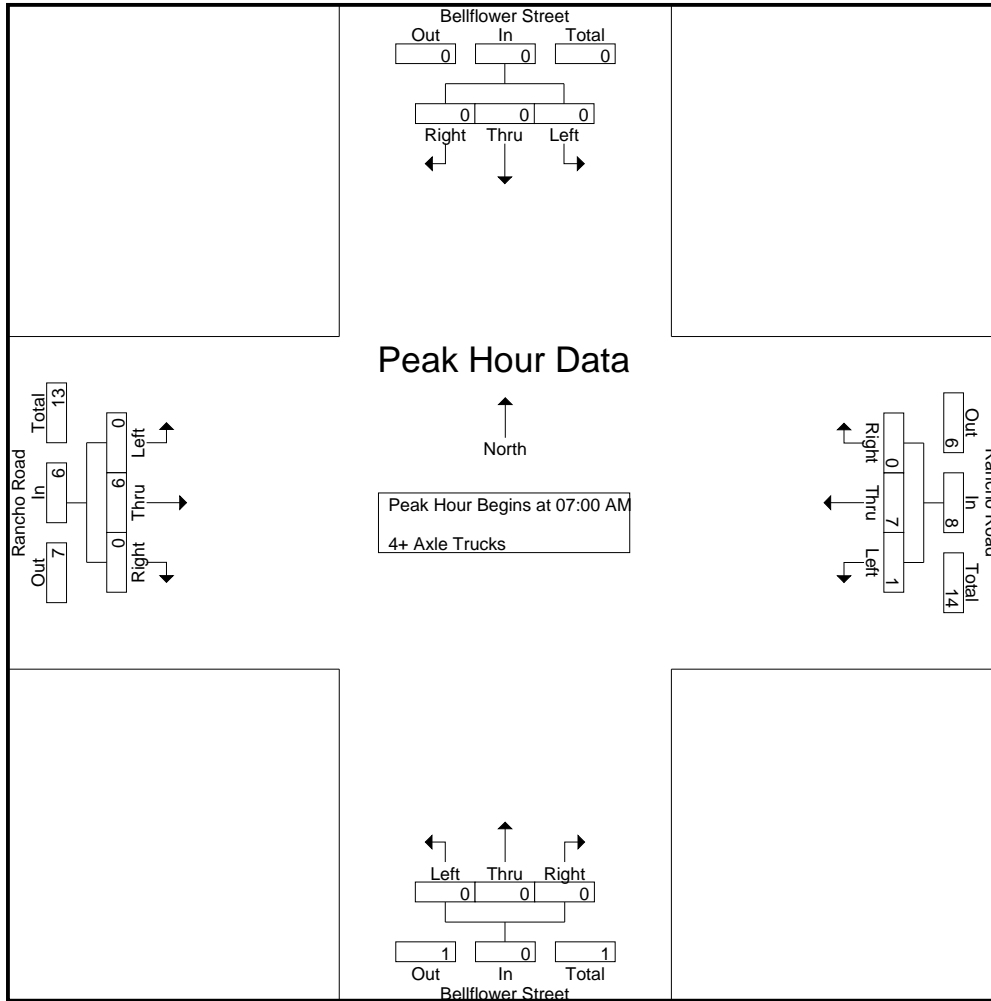 Bellflower Street
Out In Total
0 0 0
0 0 0
Right Thru Left
Peak Hour Data
North
Peak Hour Begins at 07:00 AM
4+ Axle Trucks
Rancho Road
Out In Total
7 6 13
Right Thru Left
0 6 0
Rancho Road
Out In Total
6 8 14
Right Thru Left
0 7 1
Left Thru Right
0 0 0
1 0 1
Out In Total
Bellflower Street